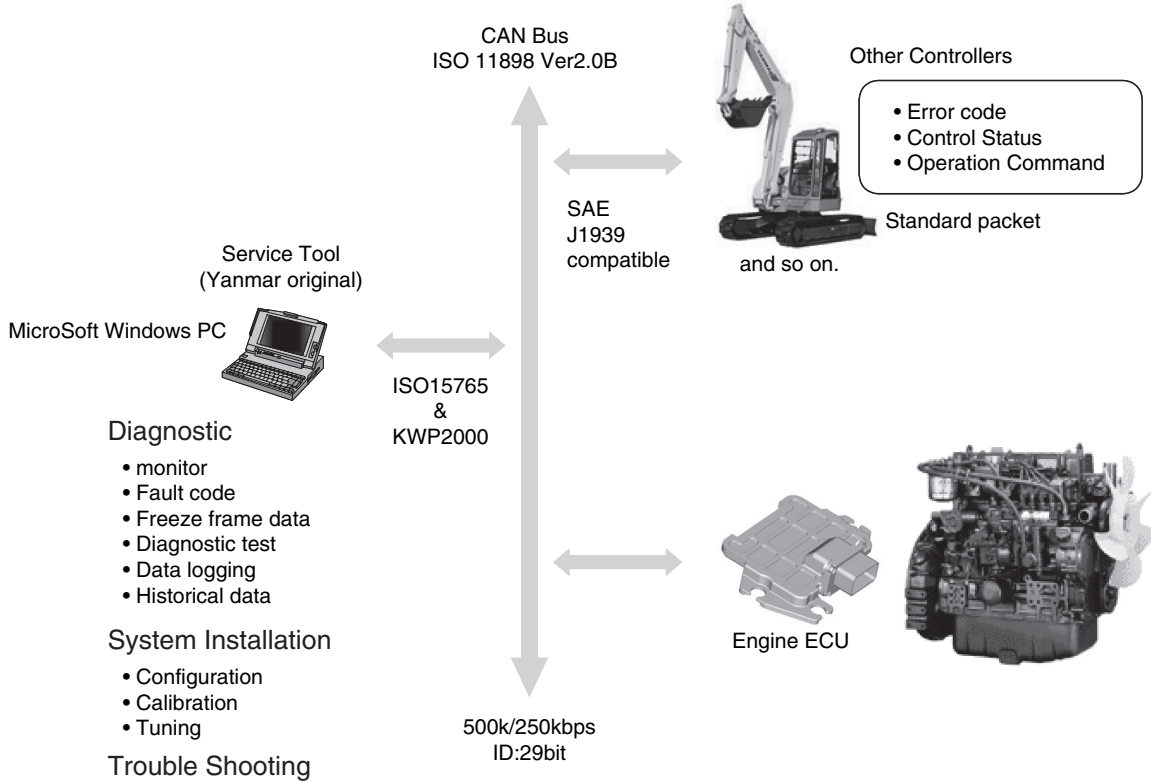 CAN Bus
ISO 11898 Ver2.0B
Other Controllers
• Error code
• Control Status
• Operation Command
SAE
J1939
compatible
Standard packet
and so on.
Service Tool
(Yanmar original)
MicroSoft Windows PC
ISO15765
&
KWP2000
Diagnostic
• monitor
• Fault code
• Freeze frame data
• Diagnostic test
• Data logging
• Historical data
Engine ECU
System Installation
• Configuration
• Calibration
• Tuning
500k/250kbps
ID:29bit
Trouble Shooting